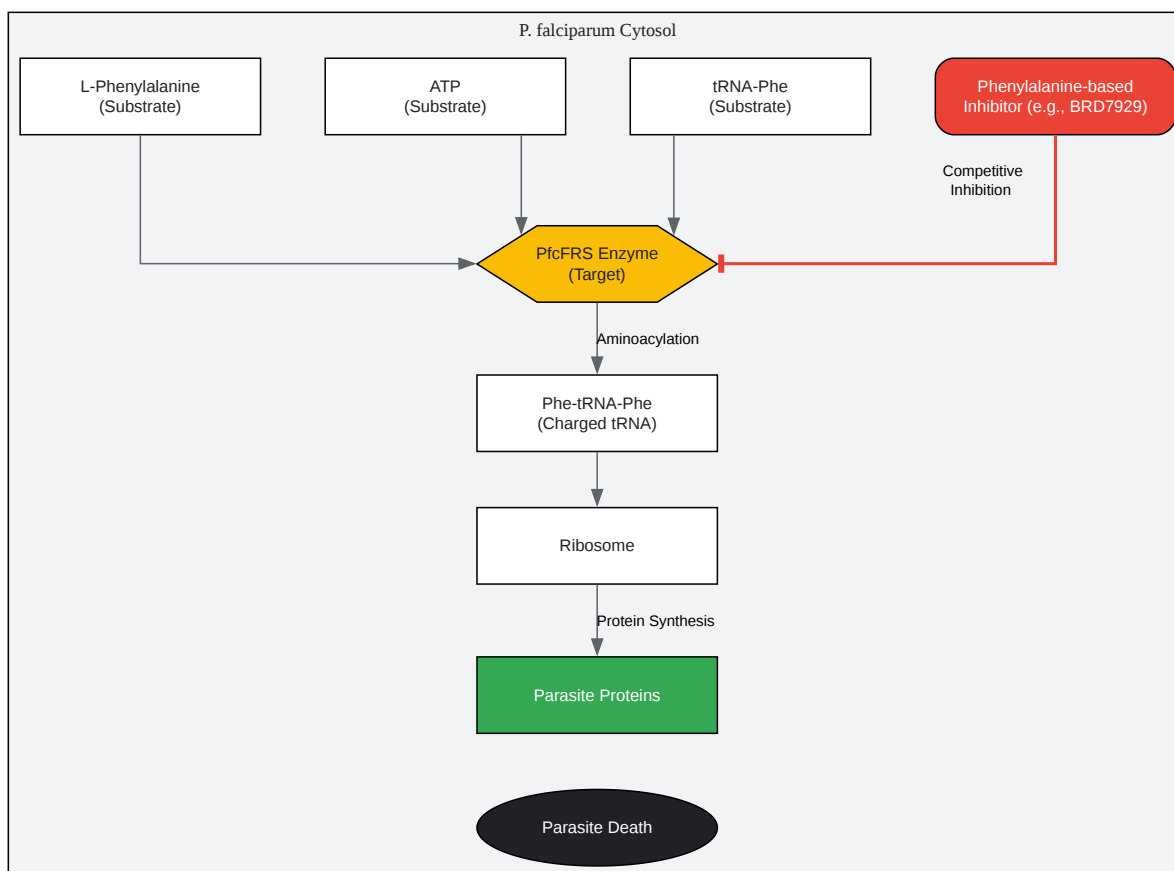 P. falciparum Cytosol
L-Phenylalanine
(Substrate)
ATP
(Substrate)
tRNA-Phe
(Substrate)
Phenylalanine-based
Inhibitor (e.g., BRD7929)
Competitive
Inhibition
PfcFRS Enzyme
(Target)
Aminoacylation
Phe-tRNA-Phe
(Charged tRNA)
Ribosome
Protein Synthesis
Parasite Proteins
Parasite Death